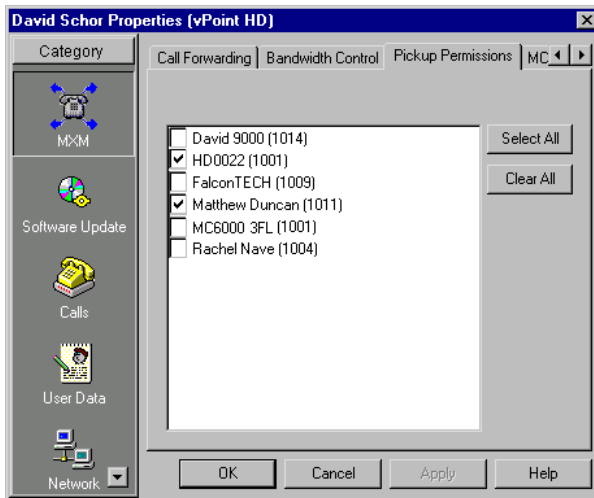 David Schor Properties (vPoint HD)
Category
MXM
Software Update
Calls
User Data
Network
Call Forwarding
Bandwidth Control
Pickup Permissions
MC
David 9000 (1014)
HD0022 (1001)
FalconTECH (1009)
Matthew Duncan (1011)
MC6000 3FL (1001)
Rachel Nave (1004)
Select All
Clear All
OK
Cancel
Apply
Help